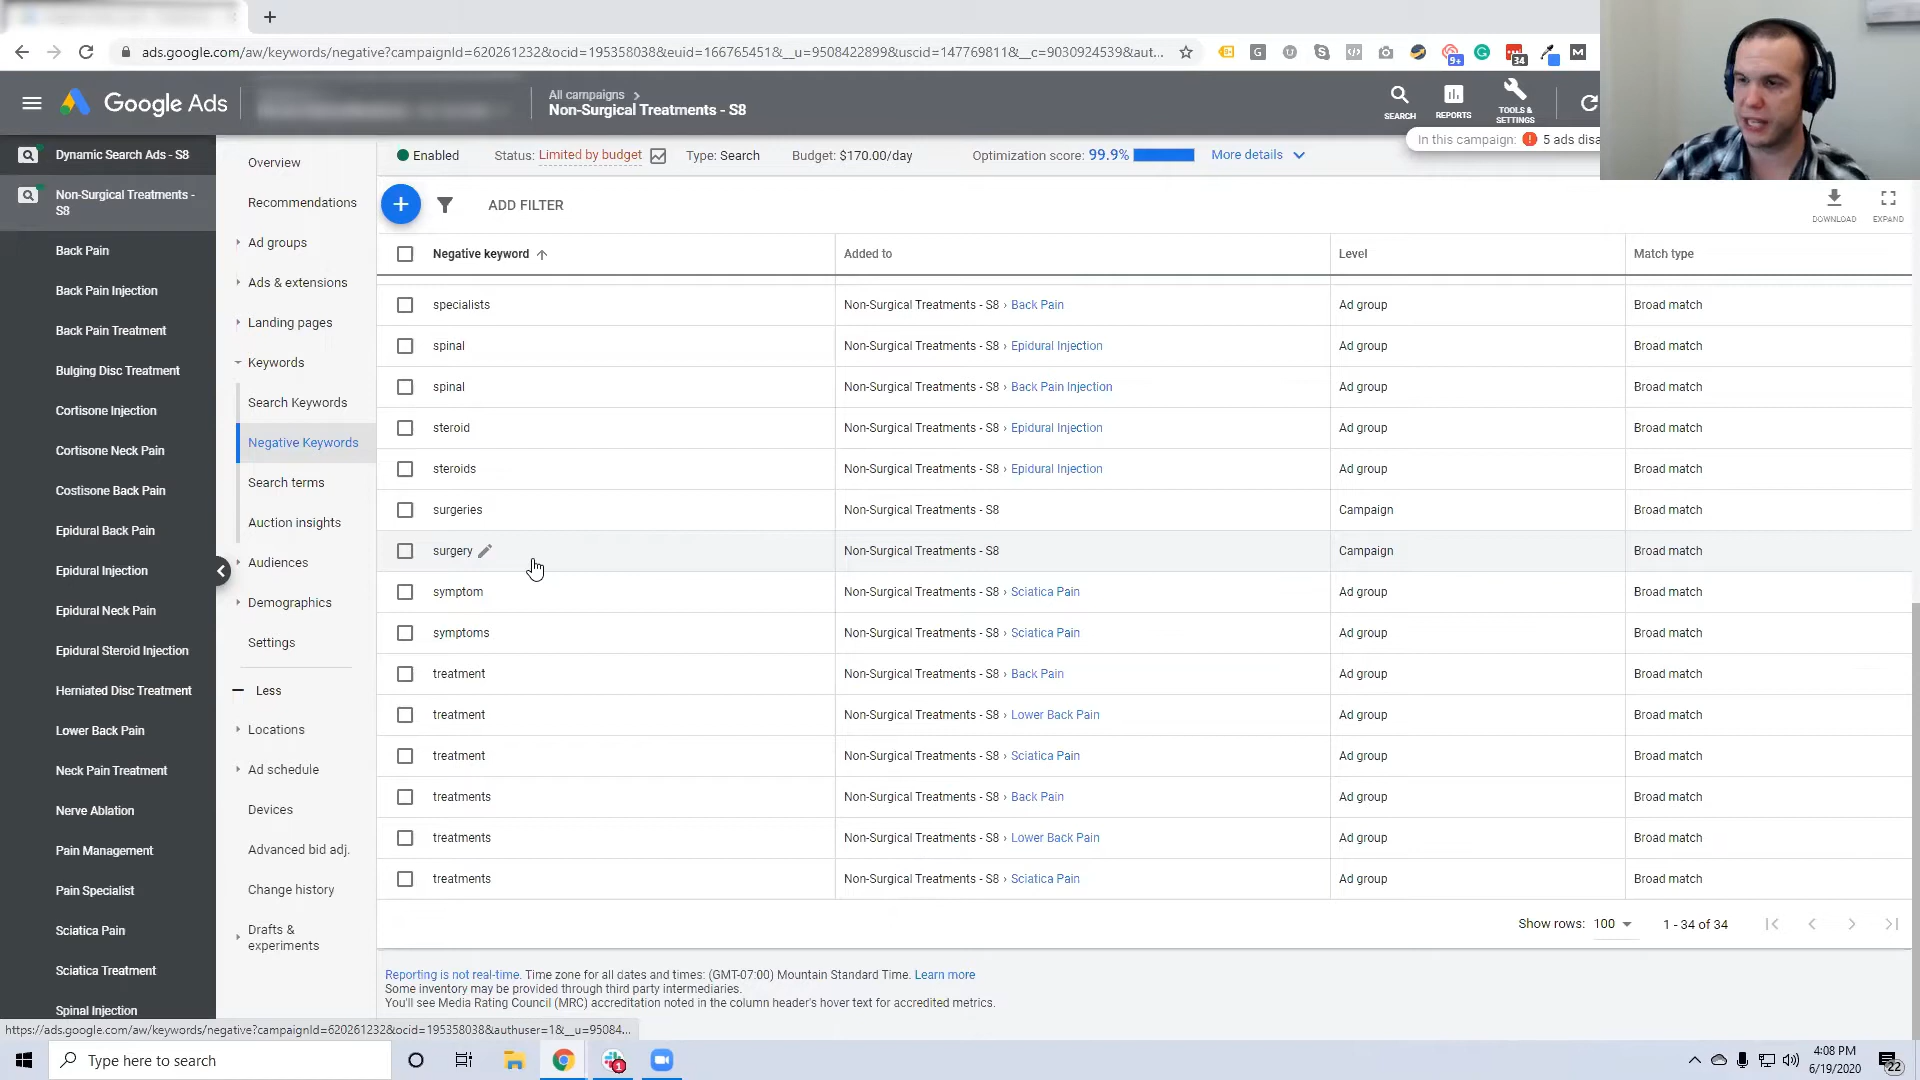 ads.google.com/aw/keywords/negative?campaignId=620261232&ocid=195358038&euid=1667654518&__u=9508422899&uscid=147769811&__c=9030924539&aut...
9+
34
M
Google Ads
All campaigns
Non-Surgical Treatments - S8
SEARCH
REPORTS
TOOLS &
SETTINGS
In this campaign: 5 ads disa
Dynamic Search Ads - S8
Non-Surgical Treatments -
S8
Back Pain
Back Pain Injection
Back Pain Treatment
Bulging Disc Treatment
Cortisone Injection
Cortisone Neck Pain
Costisone Back Pain
Epidural Back Pain
Epidural Injection
Epidural Neck Pain
Epidural Steroid Injection
Herniated Disc Treatment
Lower Back Pain
Neck Pain Treatment
Nerve Ablation
Pain Management
Pain Specialist
Sciatica Pain
Sciatica Treatment
Spinal Injection
Overview
Recommendations
Ad groups
Ads & extensions
Landing pages
Keywords
Search Keywords
Negative Keywords
Search terms
Auction insights
Audiences
Demographics
Settings
Less
Locations
Ad schedule
Devices
Advanced bid adj.
Change history
Drafts &
experiments
Enabled Status: Limited by budget Type: Search Budget: $170.00/day Optimization score: 99.9% More details
ADD FILTER
DOWNLOAD
EXPAND
Negative keyword Added to Level Match type
specialists Non-Surgical Treatments - S8 › Back Pain Ad group Broad match
spinal Non-Surgical Treatments - S8 › Epidural Injection Ad group Broad match
spinal Non-Surgical Treatments - S8 › Back Pain Injection Ad group Broad match
steroid Non-Surgical Treatments - S8 › Epidural Injection Ad group Broad match
steroids Non-Surgical Treatments - S8 › Epidural Injection Ad group Broad match
surgeries Non-Surgical Treatments - S8 Campaign Broad match
surgery Non-Surgical Treatments - S8 Campaign Broad match
symptom Non-Surgical Treatments - S8 › Sciatica Pain Ad group Broad match
symptoms Non-Surgical Treatments - S8 › Sciatica Pain Ad group Broad match
treatment Non-Surgical Treatments - S8 › Back Pain Ad group Broad match
treatment Non-Surgical Treatments - S8 › Lower Back Pain Ad group Broad match
treatment Non-Surgical Treatments - S8 › Sciatica Pain Ad group Broad match
treatments Non-Surgical Treatments - S8 › Back Pain Ad group Broad match
treatments Non-Surgical Treatments - S8 › Lower Back Pain Ad group Broad match
treatments Non-Surgical Treatments - S8 › Sciatica Pain Ad group Broad match
Show rows: 100 1 - 34 of 34
Reporting is not real-time. Time zone for all dates and times: (GMT-07:00) Mountain Standard Time. Learn more
Some inventory may be provided through third party intermediaries.
You'll see Media Rating Council (MRC) accreditation noted in the column header's hover text for accredited metrics.
https://ads.google.com/aw/keywords/negative?campaignId=620261232&ocid=195358038&authuser=1&__u=95084...
Type here to search
1
4:08 PM
6/19/2020
22